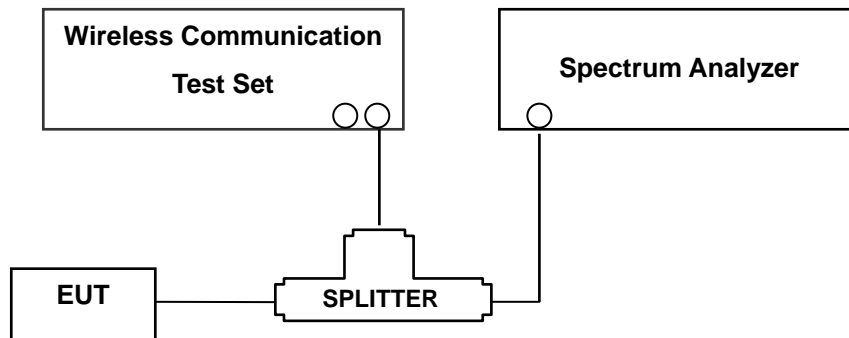 Wireless Communication
Test Set
Spectrum Analyzer
EUT
SPLITTER